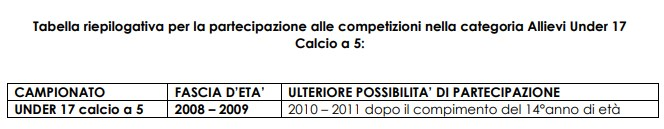 Tabella riepilogativa per la partecipazione alle competizioni nella categoria Allievi Under 17
Calcio a 5:
CAMPIONATO FASCIA D'ETA' ULTERIORE POSSIBILITA' DI PARTECIPAZIONE
UNDER 17 calcio a 5 2008 – 2009 2010 – 2011 dopo il compimento del 14°anno di età